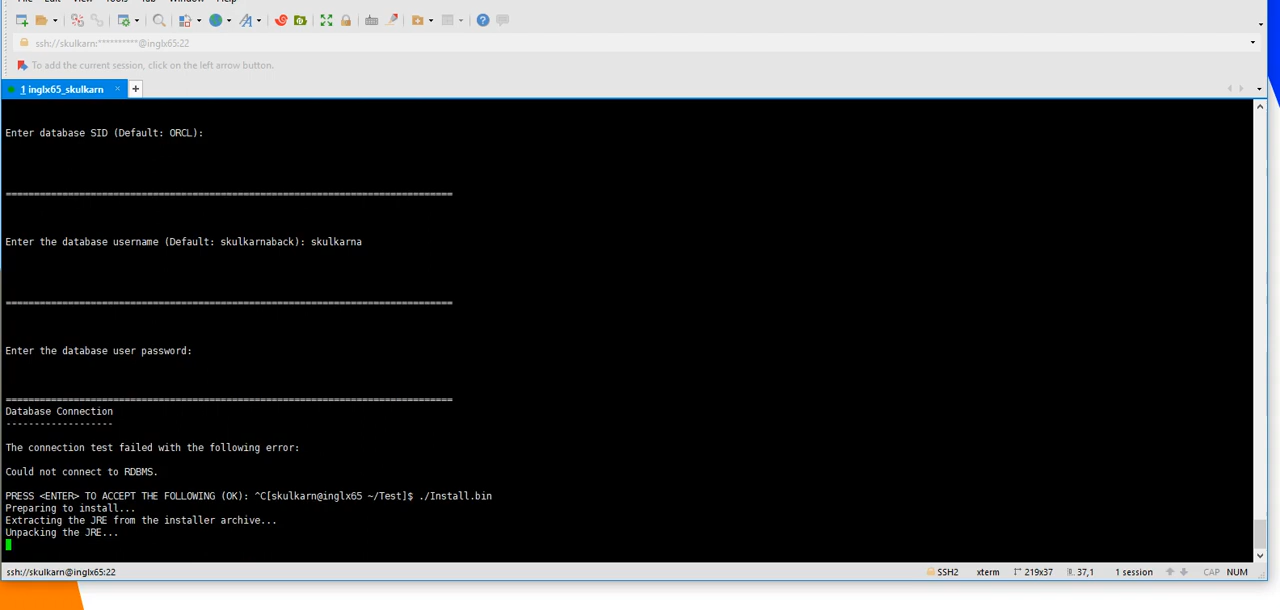 ssh://skulkarn:**********@inglx65:22
To add the current session, click on the left arrow button.
1 inglx65_skulkarn
Enter database SID (Default: ORCL):
===============================================================================
Enter the database username (Default: skulkarnaback): skulkarna
===============================================================================
Enter the database user password:
===============================================================================
Database Connection
-------------------
The connection test failed with the following error:
Could not connect to RDBMS.
PRESS <ENTER> TO ACCEPT THE FOLLOWING (OK): ^C[skulkarn@inglx65 ~/Test]$ ./Install.bin
Preparing to install...
Extracting the JRE from the installer archive...
Unpacking the JRE...
ssh://skulkarn@inglx65:22 SSH2 xterm 219x37 37,1 1 session CAP NUM